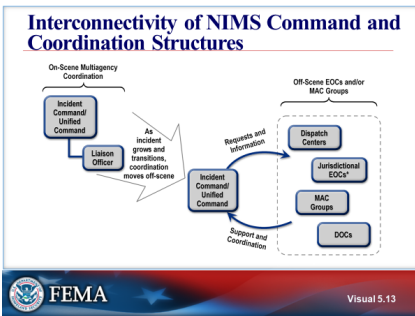 Interconnectivity of NIMS Command and
Coordination Structures
On-Scene Multiagency
Coordination
Incident
Command/
Unified
Command
Liaison
Officer
As
incident
grows and
transitions,
coordination
moves off-scene
Incident
Command/
Unified
Command
Requests and
Information
Support and
Coordination
Off-Scene EOCs and/or
MAC Groups
Dispatch
Centers
Jurisdictional
EOCs*
MAC
Groups
DOCs
FEMA
Visual 5.13